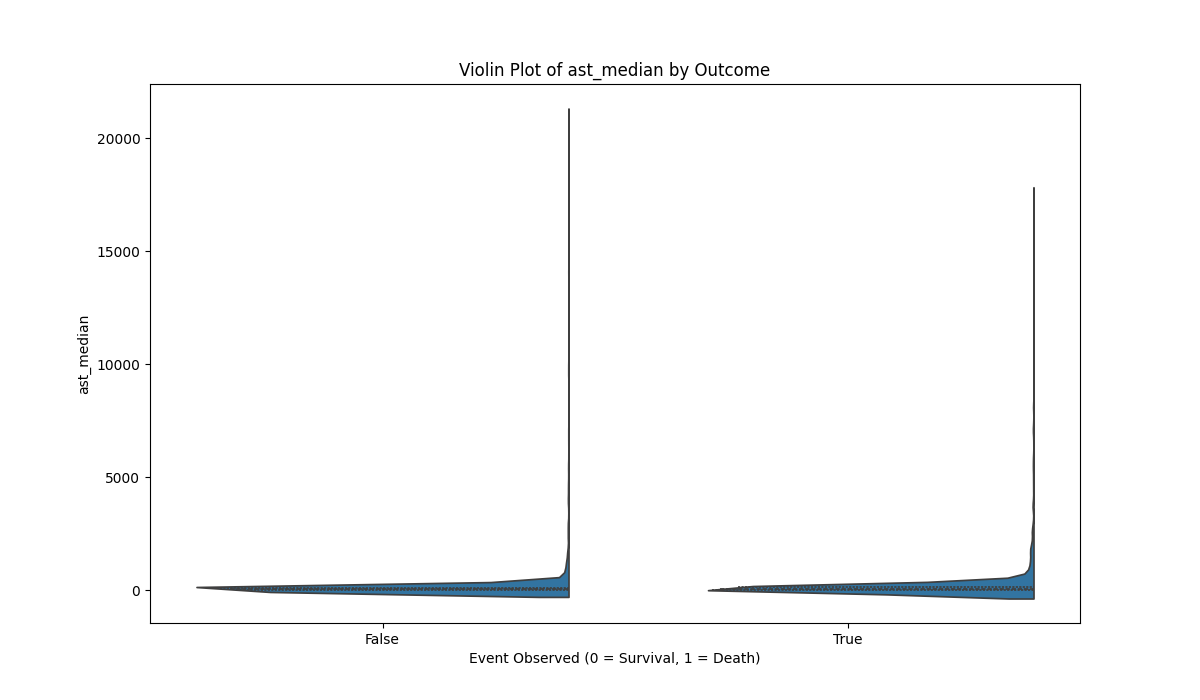 Violin Plot of ast_median by Outcome
20000
15000
10000
5000
0
ast_median
False
True
Event Observed (0 = Survival, 1 = Death)